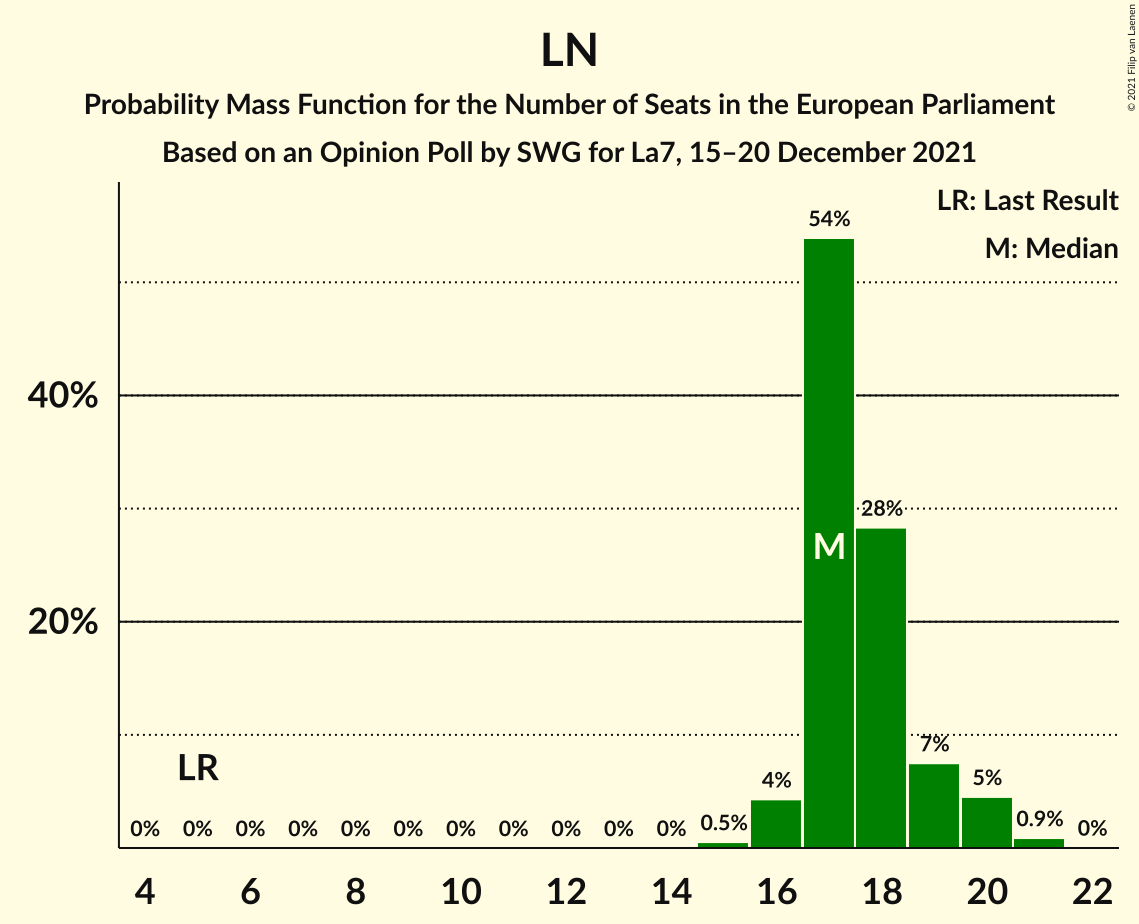 LN
Probability Mass Function for the Number of Seats in the European Parliament
Based on an Opinion Poll by SWG for La7, 15–20 December 2021
© 2021 Filip van Laenen
LR: Last Result
M: Median
54%
40%
28%
M
20%
7%
LR
4%
5%
0% 0% 0% 0% 0% 0% 0% 0% 0% 0% 0% 0.5% 0.9% 0%
4 6 8 10 12 14 16 18 20 22